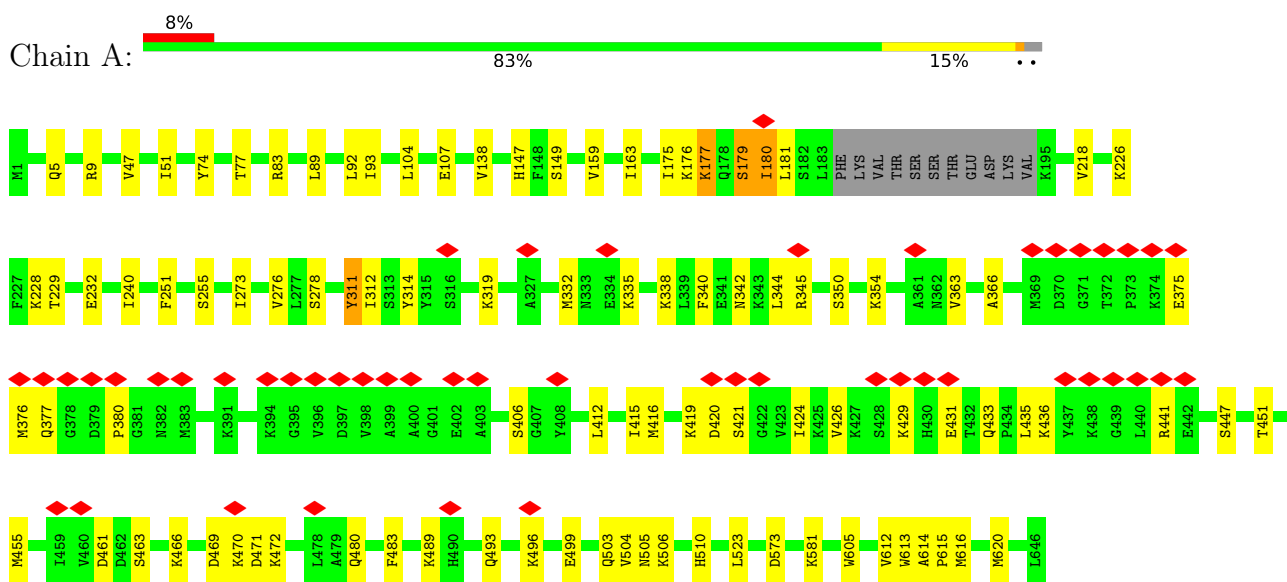 8%
Chain A:
83% 15% • •
M1 Q5 R9 V47 I51 Y74 T77 R83 L89 L92 I93 L104 E107 V138 H147 F148 S149 V159 I163 I175 K176 K177 Q178 S179 I180 L181 S182 L183 PHE LYS VAL THR SER SER THR GLU ASP LYS VAL K195 V218 K226
F227 K228 T229 E232 I240 F251 S255 I273 V276 L277 S278 Y311 I312 S313 Y314 Y315 S316 K319 A327 M332 N333 E334 K335 K338 L339 F340 E341 N342 K343 L344 R345 S350 K354 A361 N362 V363 A366 M369 D370 G371 T372 P373 K374 E375
M376 Q377 G378 D379 P380 G381 N382 M383 K391 K394 G395 V396 D397 V398 A399 A400 G401 E402 A403 S406 G407 Y408 L412 I415 M416 K419 D420 S421 G422 V423 I424 K425 V426 K427 S428 K429 H430 E431 T432 Q433 P434 L435 K436 Y437 K438 G439 L440 R441 E442 S447 T451
M455 I459 V460 D461 D462 S463 K466 D469 K470 D471 K472 L478 A479 Q480 F483 K489 H490 Q493 K496 E499 Q503 V504 N505 K506 H510 L523 D573 K581 W605 V612 W613 A614 P615 M616 M620 L646